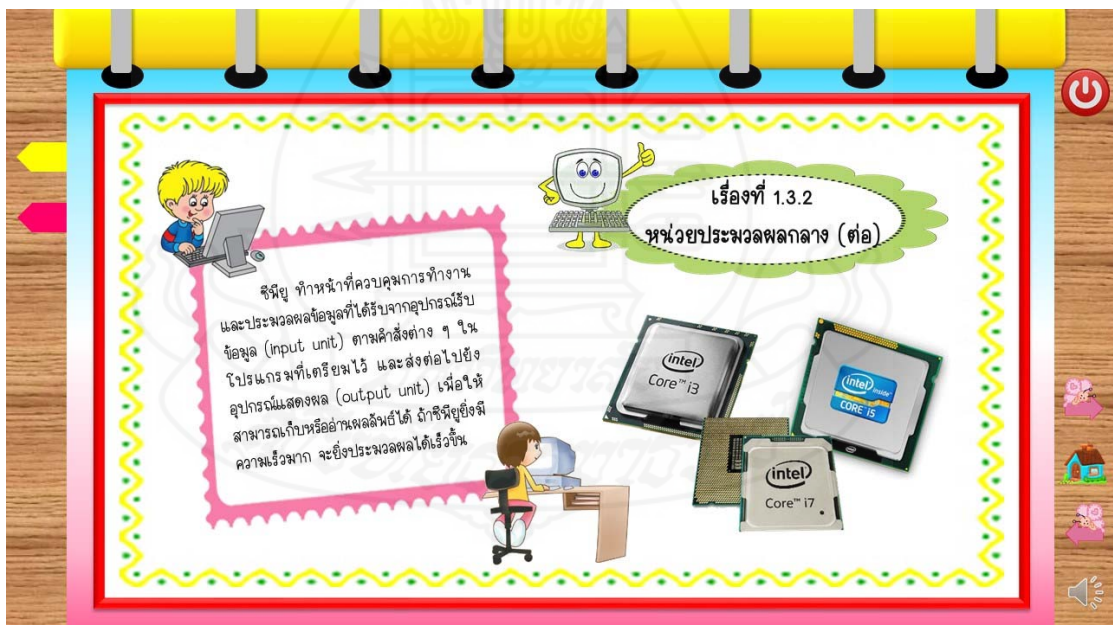 เรื่องที่ 1.3.2
หน่วยประมวลผลกลาง (ต่อ)
ซีพียู ทำหน้าที่ควบคุมการทำงาน
และประมวลผลข้อมูลที่ได้รับจากอุปกรณ์รับ
ข้อมูล (input unit) ตามคำสั่งต่าง ๆ ใน
โปรแกรมที่เตรียมไว้ และส่งต่อไปยัง
อุปกรณ์แสดงผล (output unit) เพื่อให้
สามารถเก็บหรืออ่านผลลัพธ์ได้ ถ้าซีพียูยิ่งมี
ความเร็วมาก จะยิ่งประมวลผลได้เร็วขึ้น
intel
Core™ i3
intel inside
CORE i5
intel
Core™ i7